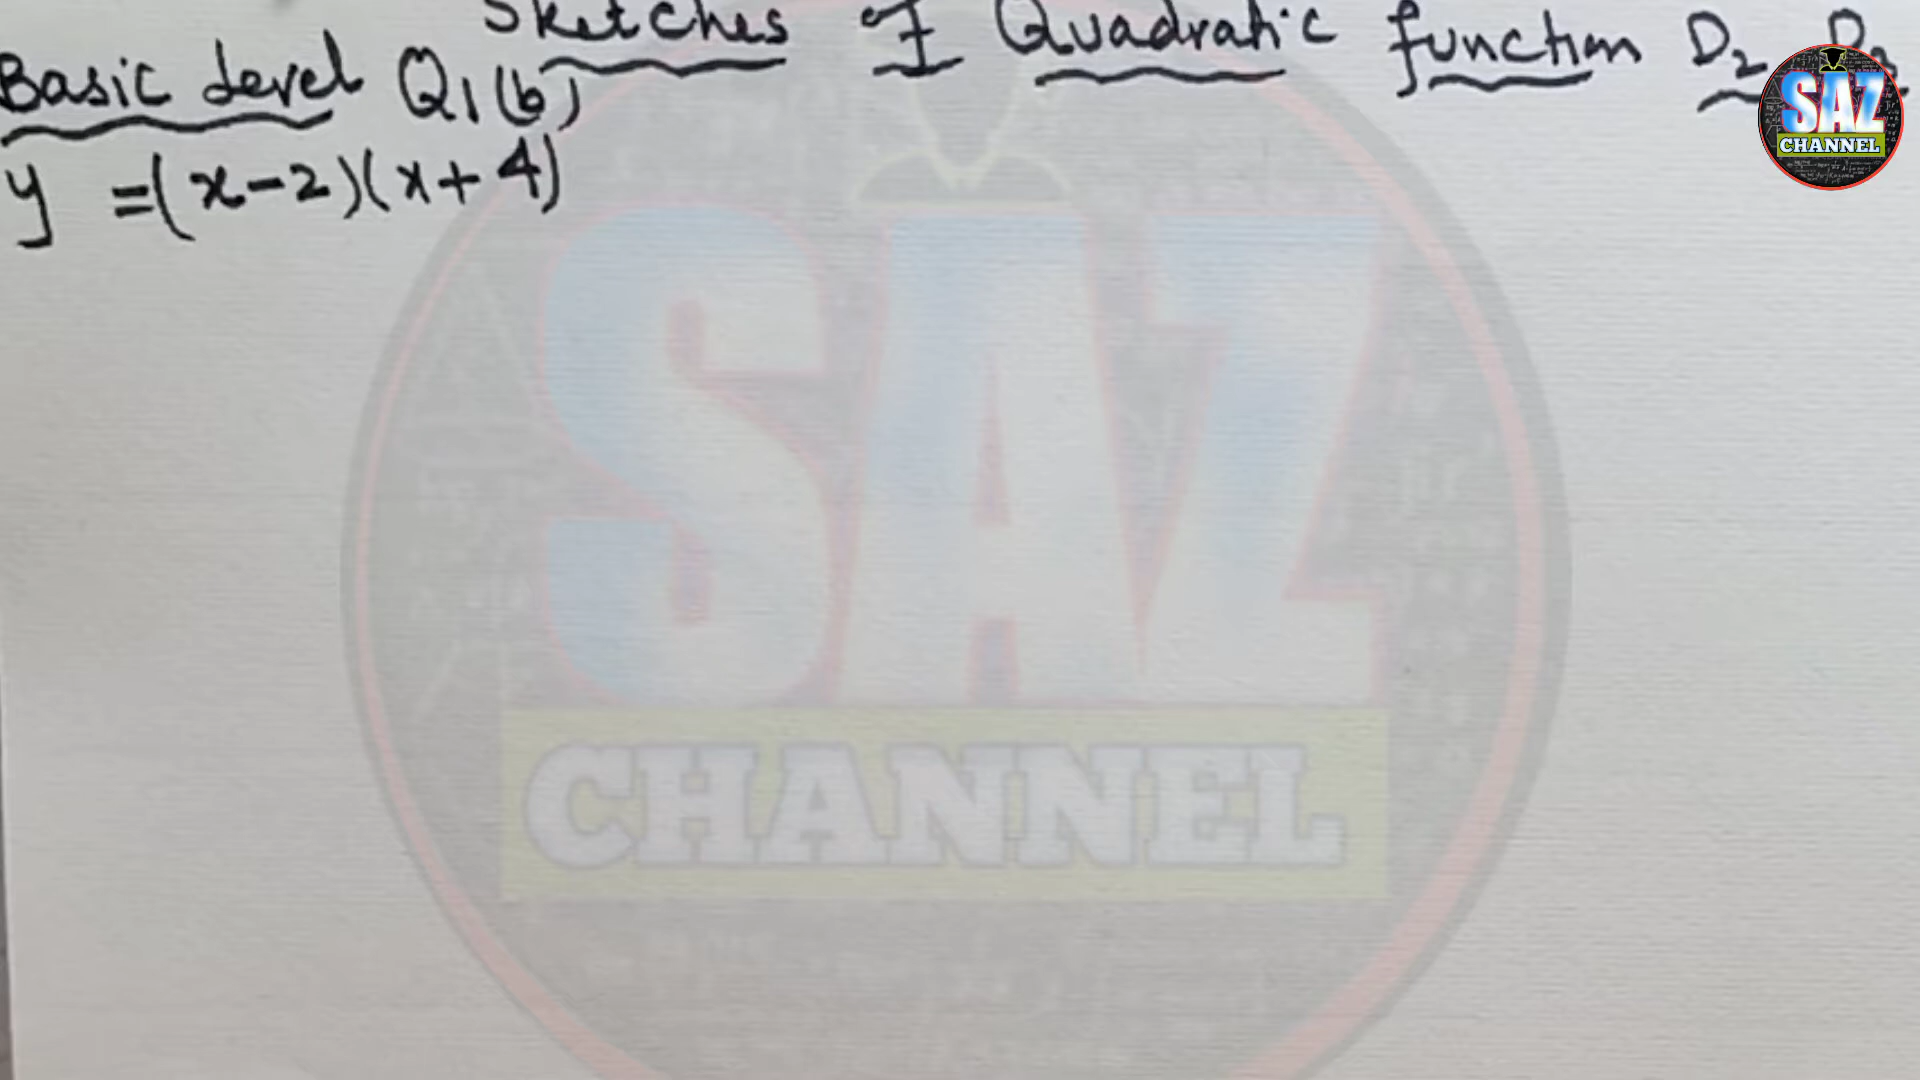 Sketches of Quadratic function D2
Basic Level Q1(b)
y = (x-2)(x+4)
SAZ
CHANNEL
SAZ
CHANNEL